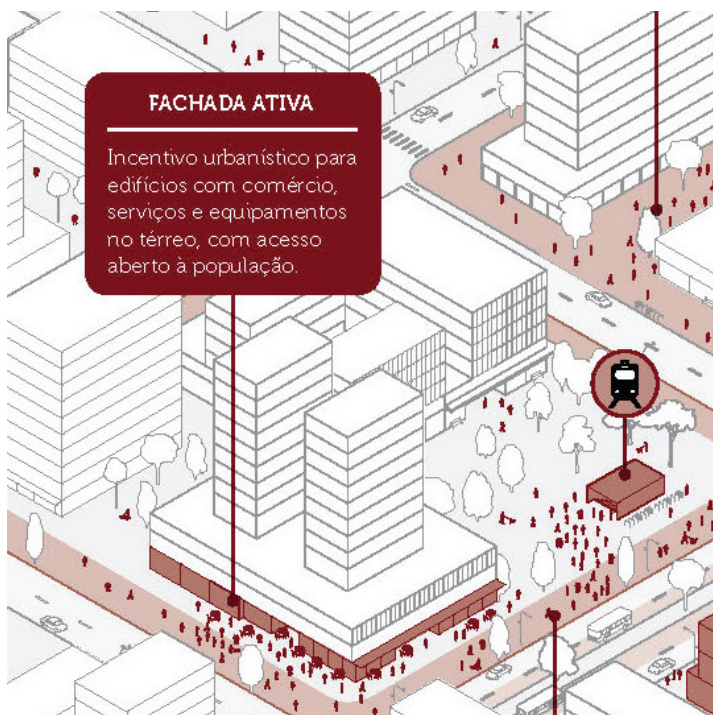 FACHADA ATIVA
Incentivo urbanístico para
edifícios com comércio,
serviços e equipamentos
no térreo, com acesso
aberto à população.